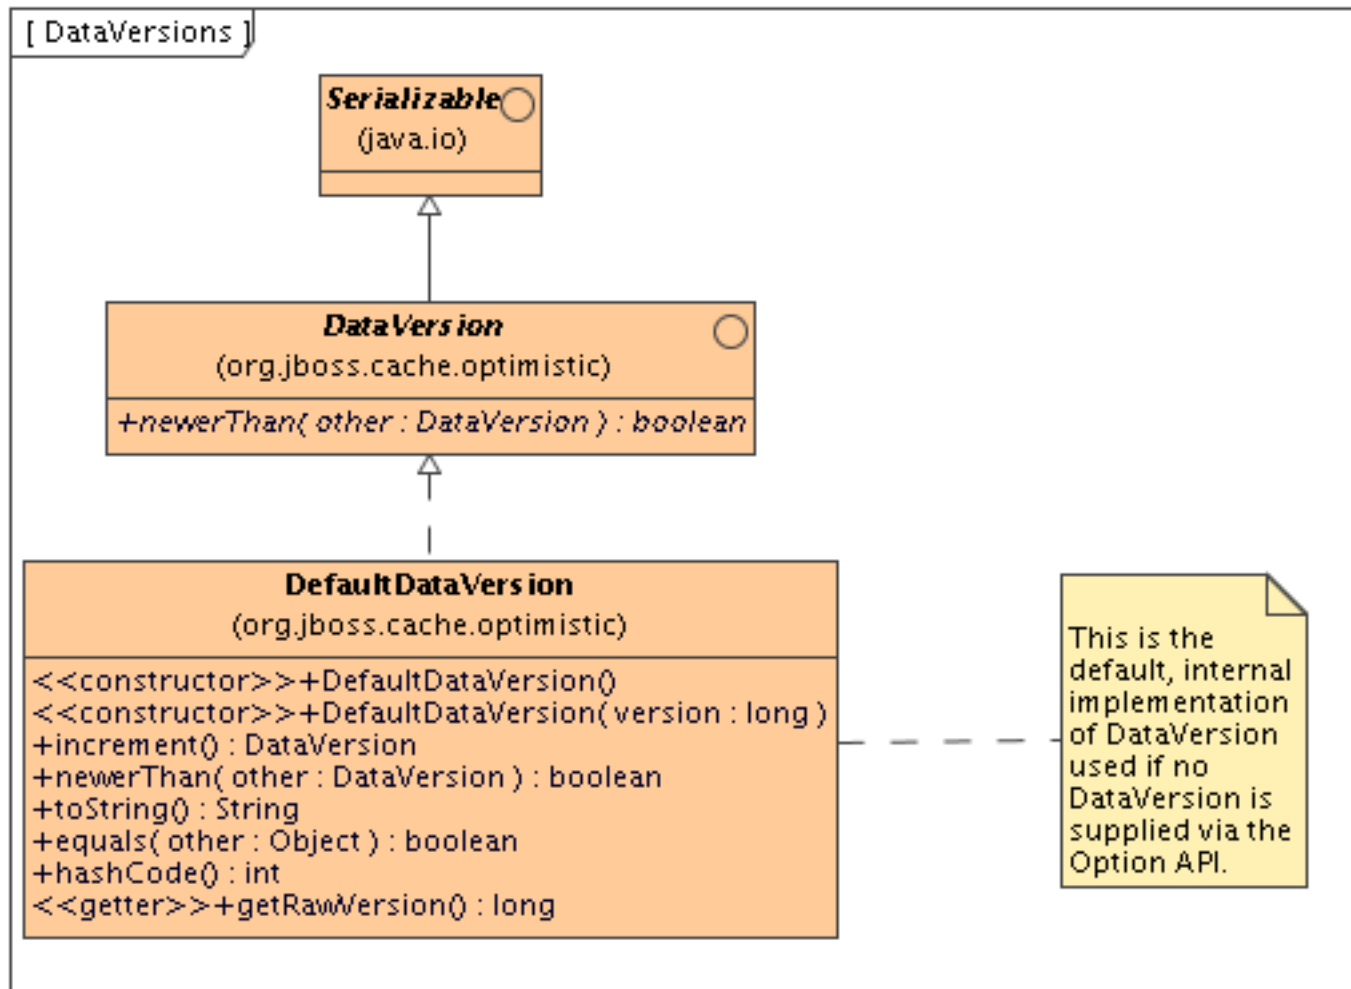 [ DataVersions ]
Serializable
(java.io)
DataVersion
(org.jboss.cache.optimistic)
+newerThan( other : DataVersion ) : boolean
DefaultDataVersion
(org.jboss.cache.optimistic)
<<constructor>>+DefaultDataVersion()
<<constructor>>+DefaultDataVersion( version : long )
+increment() : DataVersion
+newerThan( other : DataVersion ) : boolean
+toString() : String
+equals( other : Object ) : boolean
+hashCode() : int
<<getter>>+getRawVersion() : long
This is the
default, internal
implementation
of DataVersion
used if no
DataVersion is
supplied via the
Option API.